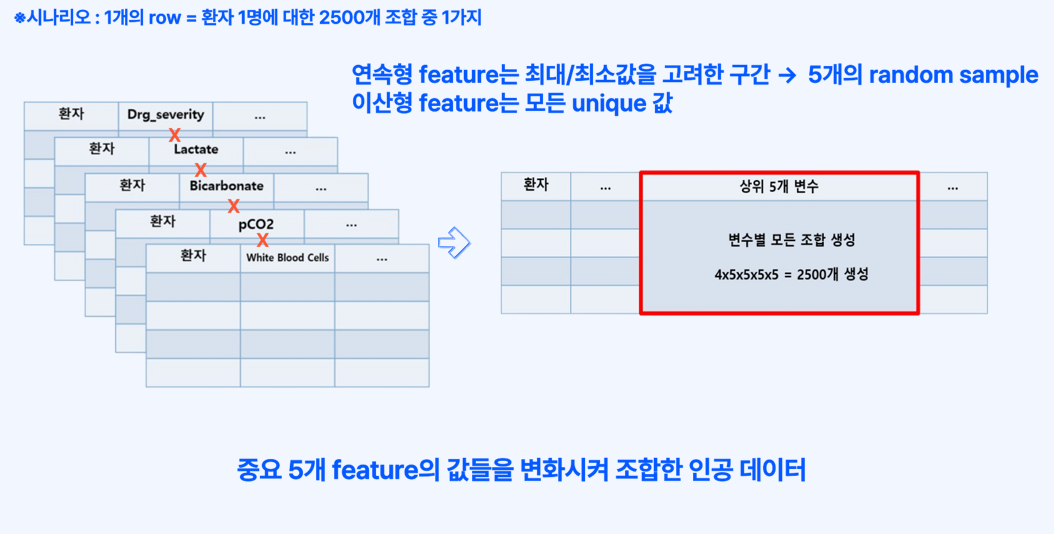 ※시나리오 : 1개의 row = 환자 1명에 대한 2500개 조합 중 1가지
연속형 feature는 최대/최소값을 고려한 구간 → 5개의 random sample
이산형 feature는 모든 unique 값
환자 Drg_severity ...
X
환자 Lactate ...
X
환자 Bicarbonate ...
X
환자 pCO2 ...
X
환자 White Blood Cells ...
환자 ... 상위 5개 변수 ...
변수별 모든 조합 생성
4x5x5x5x5 = 2500개 생성
중요 5개 feature의 값들을 변화시켜 조합한 인공 데이터